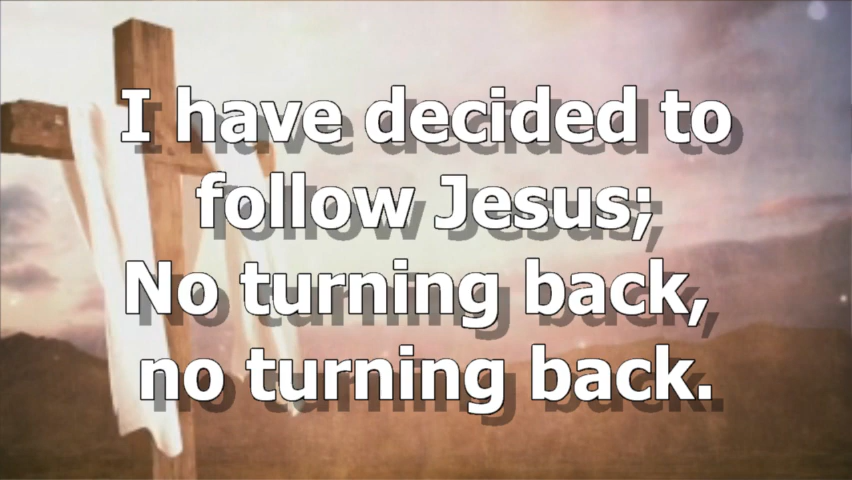 I have decided to
follow Jesus;
No turning back,
no turning back.